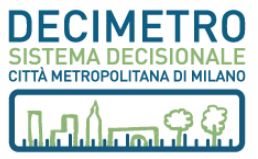 DECIMETRO
SISTEMA DECISIONALE
CITTÀ METROPOLITANA DI MILANO